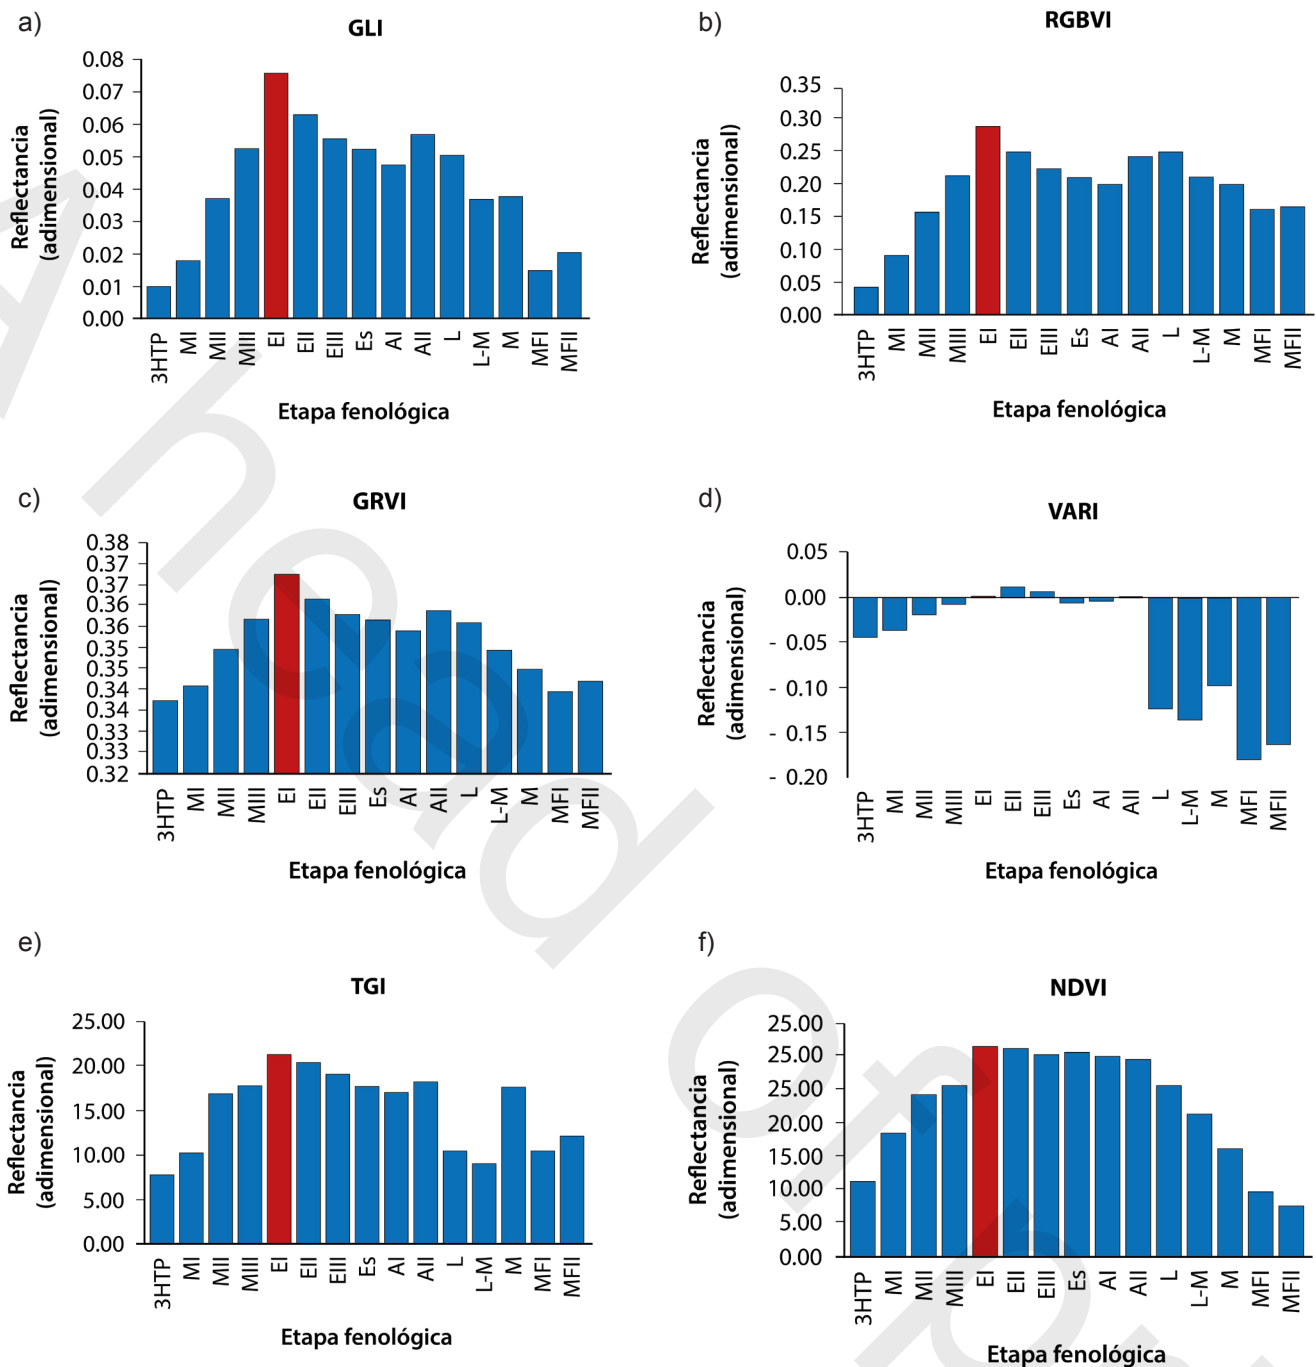 a)
GLI
Reflectancia
(adimensional)
0.08
0.07
0.06
0.05
0.04
0.03
0.02
0.01
0.00
3HTP MI MII MIII EI EII EIII Es AI AII L L-M M MFI MFII
Etapa fenológica
b)
RGBVI
Reflectancia
(adimensional)
0.35
0.30
0.25
0.20
0.15
0.10
0.05
0.00
3HTP MI MII MIII EI EII EIII Es AI AII L L-M M MFI MFII
Etapa fenológica
c)
GRVI
Reflectancia
(adimensional)
0.38
0.37
0.37
0.36
0.36
0.35
0.35
0.34
0.34
0.33
0.33
0.32
3HTP MI MII MIII EI EII EIII Es AI AII L L-M M MFI MFII
Etapa fenológica
d)
VARI
Reflectancia
(adimensional)
0.05
0.00
- 0.05
- 0.10
- 0.15
- 0.20
3HTP MI MII MIII EI EII EIII Es AI AII L L-M M MFI MFII
Etapa fenológica
e)
TGI
Reflectancia
(adimensional)
25.00
20.00
15.00
10.00
5.00
0.00
3HTP MI MII MIII EI EII EIII Es AI AII L L-M M MFI MFII
Etapa fenológica
f)
NDVI
Reflectancia
(adimensional)
25.00
25.00
25.00
20.00
15.00
10.00
5.00
0.00
3HTP MI MII MIII EI EII EIII Es AI AII L L-M M MFI MFII
Etapa fenológica
Ahead of p